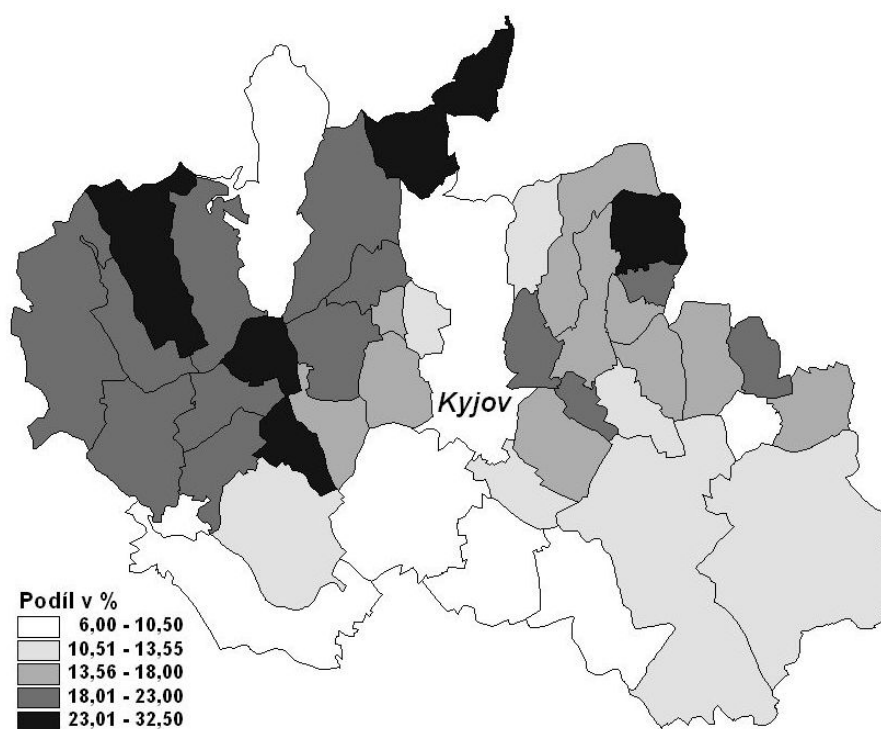 Kyjov
Podíl v %
6,00 - 10,50
10,51 - 13,55
13,56 - 18,00
18,01 - 23,00
23,01 - 32,50